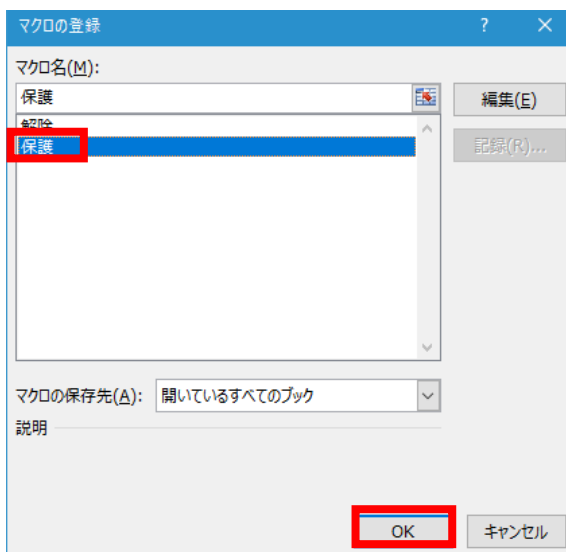 マクロの登録 ? ×
マクロ名(M):
保護
編集(E)
解除
保護
記録(R)...
マクロの保存先(A): 開いているすべてのブック
説明
OK キャンセル